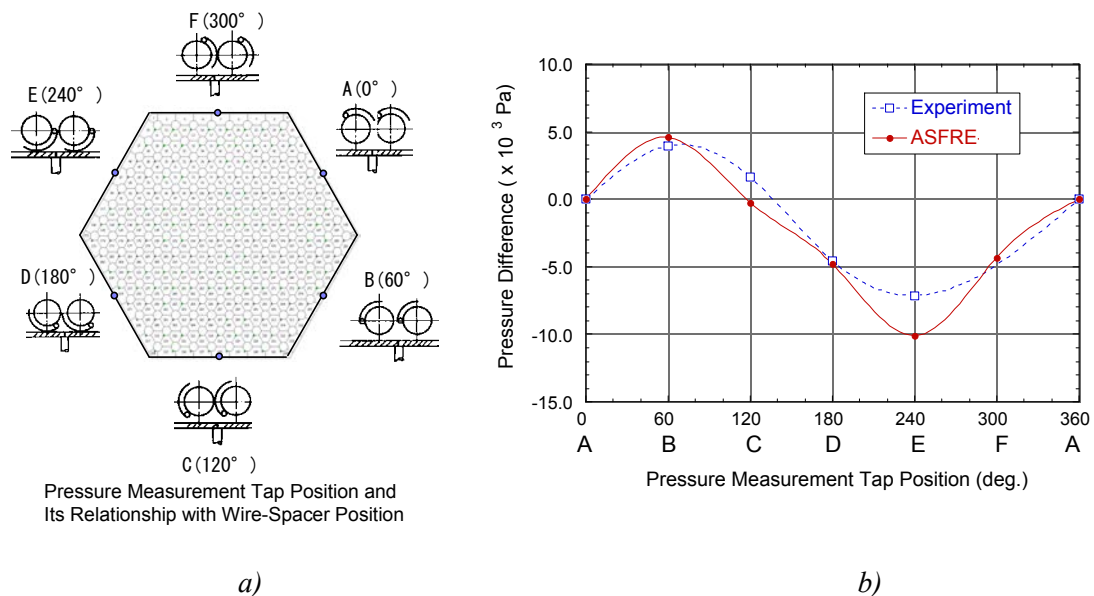 F(300°)
A(0°)
E(240°)
D(180°)
B(60°)
C(120°)
Pressure Measurement Tap Position and
Its Relationship with Wire-Spacer Position
a)
Pressure Difference ( x 10 3 Pa)
10.0
5.0
0.0
-5.0
-10.0
-15.0
Experiment
ASFRE
0 60 120 180 240 300 360
A B C D E F A
Pressure Measurement Tap Position (deg.)
b)